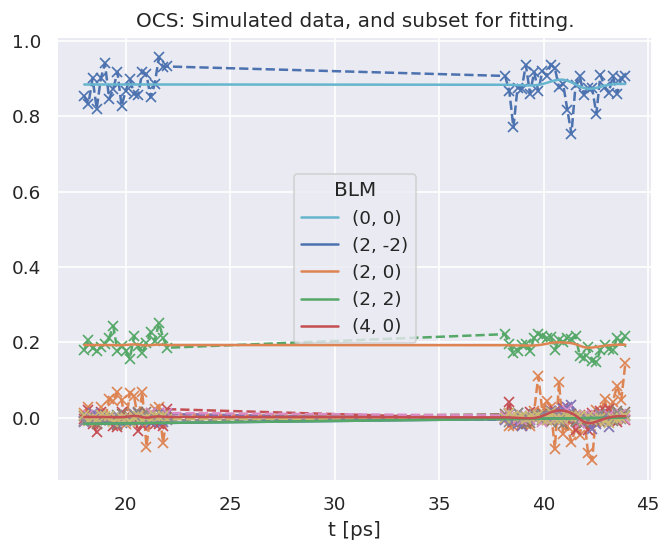 OCS: Simulated data, and subset for fitting.
1.0
0.8
0.6
0.4
0.2
0.0
BLM
(0, 0)
(2, -2)
(2, 0)
(2, 2)
(4, 0)
20 25 30 35 40 45
t [ps]